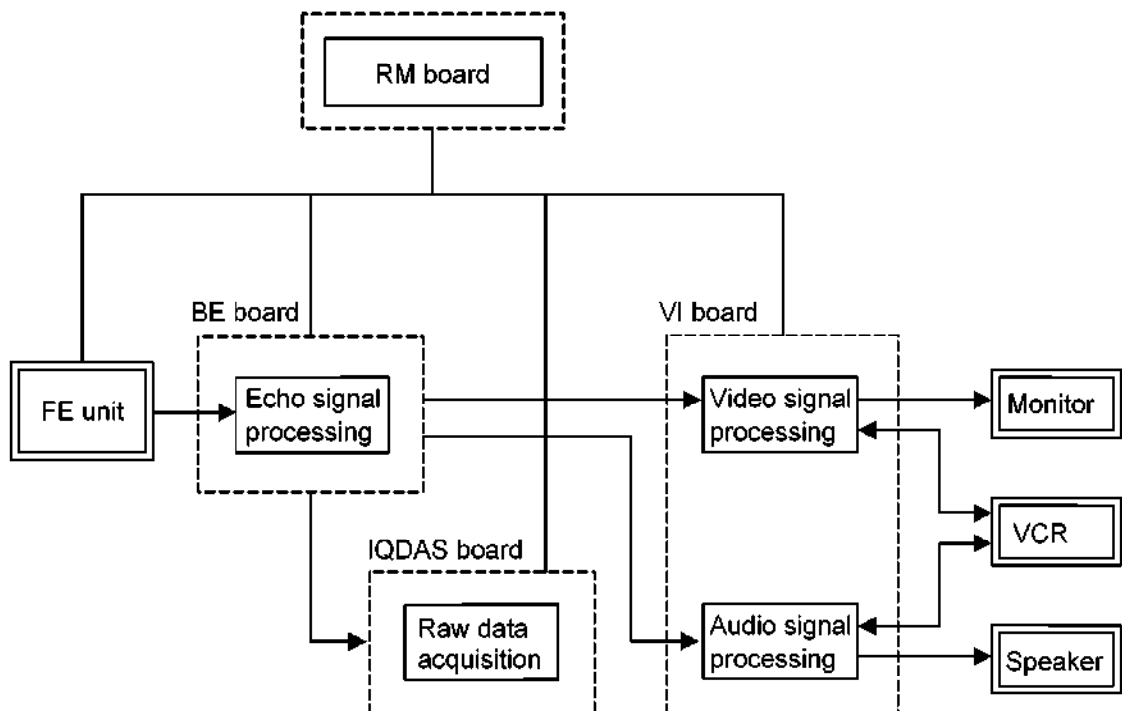 RM board
BE board
VI board
FE unit
Echo signal
processing
Video signal
processing
Monitor
VCR
IQDAS board
Raw data
acquisition
Audio signal
processing
Speaker